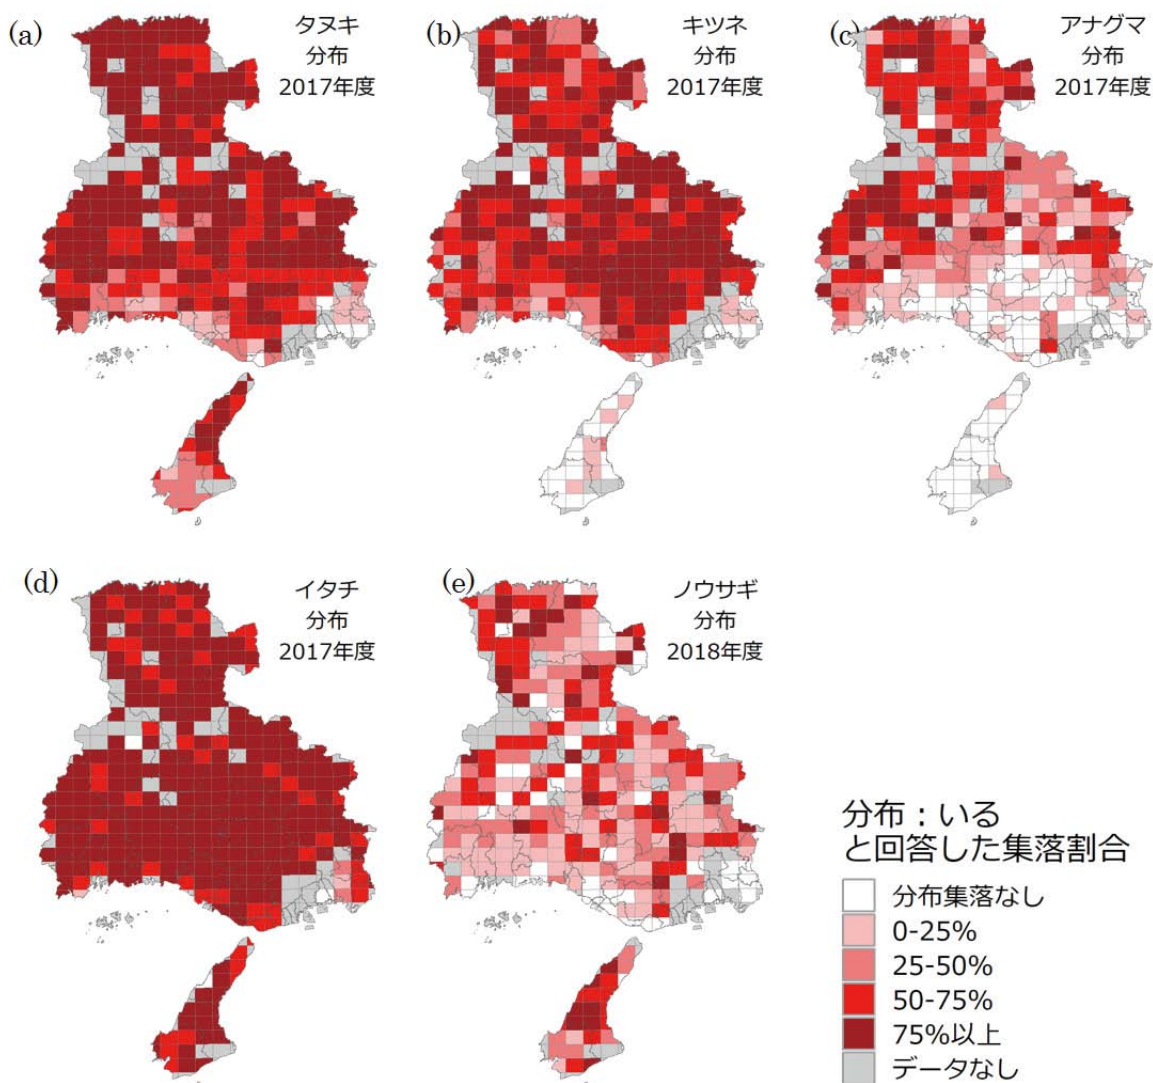 (a)
タヌキ
分布
2017年度
(b)
キツネ
分布
2017年度
(c)
アナグマ
分布
2017年度
(d)
イタチ
分布
2017年度
(e)
ノウサギ
分布
2018年度
分布：いる
と回答した集落割合
分布集落なし
0-25%
25-50%
50-75%
75%以上
データなし